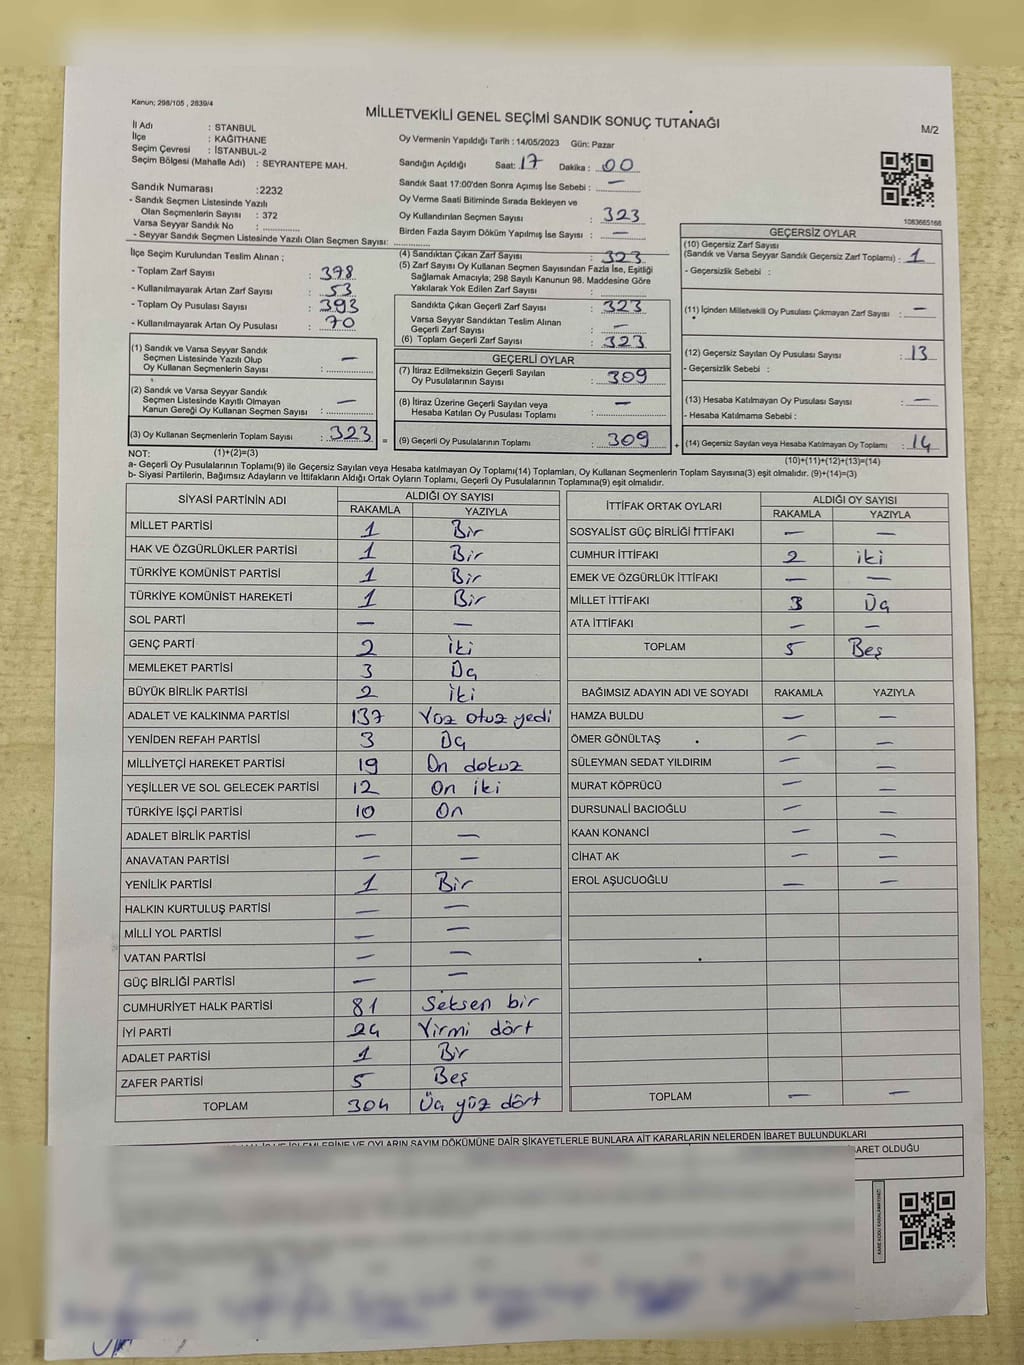 Kanun; 298/105 , 2839/4
MİLLETVEKİLİ GENEL SEÇİMİ SANDIK SONUÇ TUTANAĞI
M/2
İl Adı : STANBUL
İlçe : KAĞITHANE
Seçim Çevresi : İSTANBUL-2
Seçim Bölgesi (Mahalle Adı) : SEYRANTEPE MAH.
Oy Vermenin Yapıldığı Tarih : 14/05/2023 Gün: Pazar
Sandığın Açıldığı Saat: 17 Dakika : 00
Sandık Saat 17:00'den Sonra Açımış İse Sebebi : —
Oy Verme Saati Bitiminde Sırada Bekleyen ve
Oy Kullandırılan Seçmen Sayısı : 323
Birden Fazla Sayım Döküm Yapılmış İse Sayısı : —
1083665166
Sandık Numarası :2232
- Sandık Seçmen Listesinde Yazılı
Olan Seçmenlerin Sayısı : 372
Varsa Seyyar Sandık No :
- Seyyar Sandık Seçmen Listesinde Yazılı Olan Seçmen Sayısı:
İlçe Seçim Kurulundan Teslim Alınan ;
- Toplam Zarf Sayısı : 398
- Kullanılmayarak Artan Zarf Sayısı : 53
- Toplam Oy Pusulası Sayısı : 393
- Kullanılmayarak Artan Oy Pusulası : 70
(4) Sandıktan Çıkan Zarf Sayısı : 323
(5) Zarf Sayısı Oy Kullanan Seçmen Sayısından Fazla İse, Eşitliği
Sağlamak Amacıyla; 298 Sayılı Kanunun 98. Maddesine Göre
Yakılarak Yok Edilen Zarf Sayısı :
Sandıkta Çıkan Geçerli Zarf Sayısı : 323
Varsa Seyyar Sandıktan Teslim Alınan
Geçerli Zarf Sayısı : —
(6) Toplam Geçerli Zarf Sayısı : 323
GEÇERSİZ OYLAR
(10) Geçersiz Zarf Sayısı
(Sandık ve Varsa Seyyar Sandık Geçersiz Zarf Toplamı) : 1
- Geçersizlik Sebebi :
(11) İçinden Milletvekili Oy Pusulası Çıkmayan Zarf Sayısı : —
(12) Geçersiz Sayılan Oy Pusulası Sayısı : 13
- Geçersizlik Sebebi :
(13) Hesaba Katılmayan Oy Pusulası Sayısı : —
- Hesaba Katılmama Sebebi :
(14) Geçersiz Sayılan veya Hesaba Katılmayan Oy Toplamı : 14
(10)+(11)+(12)+(13)=(14)
(1) Sandık ve Varsa Seyyar Sandık
Seçmen Listesinde Yazılı Olup
Oy Kullanan Seçmenlerin Sayısı : —
(2) Sandık ve Varsa Seyyar Sandık
Seçmen Listesinde Kayıtlı Olmayan
Kanun Gereği Oy Kullanan Seçmen Sayısı : —
(3) Oy Kullanan Seçmenlerin Toplam Sayısı : 323 =
(1)+(2)=(3)
GEÇERLİ OYLAR
(7) İtiraz Edilmeksizin Geçerli Sayılan
Oy Pusulalarının Sayısı : 309
(8) İtiraz Üzerine Geçerli Sayılan veya
Hesaba Katılan Oy Pusulası Toplamı : —
(9) Geçerli Oy Pusulalarının Toplamı : 309 +
NOT:
a- Geçerli Oy Pusulalarının Toplamı(9) ile Geçersiz Sayılan veya Hesaba katılmayan Oy Toplamı(14) Toplamları, Oy Kullanan Seçmenlerin Toplam Sayısına(3) eşit olmalıdır. (9)+(14)=(3)
b- Siyasi Partilerin, Bağımsız Adayların ve İttifakların Aldığı Ortak Oyların Toplamı, Geçerli Oy Pusulalarının Toplamına(9) eşit olmalıdır.
SİYASİ PARTİNİN ADI ALDIĞI OY SAYISI
RAKAMLA YAZIYLA
MİLLET PARTİSİ 1 Bir
HAK VE ÖZGÜRLÜKLER PARTİSİ 1 Bir
TÜRKİYE KOMÜNİST PARTİSİ 1 Bir
TÜRKİYE KOMÜNİST HAREKETİ 1 Bir
SOL PARTİ — —
GENÇ PARTİ 2 İki
MEMLEKET PARTİSİ 3 Üç
BÜYÜK BİRLİK PARTİSİ 2 İki
ADALET VE KALKINMA PARTİSİ 137 Yüz otuz yedi
YENİDEN REFAH PARTİSİ 3 Üç
MİLLİYETÇİ HAREKET PARTİSİ 19 On dokuz
YEŞİLLER VE SOL GELECEK PARTİSİ 12 On iki
TÜRKİYE İŞÇİ PARTİSİ 10 On
ADALET BİRLİK PARTİSİ — —
ANAVATAN PARTİSİ — —
YENİLİK PARTİSİ 1 Bir
HALKIN KURTULUŞ PARTİSİ — —
MİLLİ YOL PARTİSİ — —
VATAN PARTİSİ — —
GÜÇ BİRLİĞİ PARTİSİ — —
CUMHURİYET HALK PARTİSİ 81 Seksen bir
İYİ PARTİ 24 Yirmi dört
ADALET PARTİSİ 1 Bir
ZAFER PARTİSİ 5 Beş
TOPLAM 304 Üç yüz dört
İTTİFAK ORTAK OYLARI ALDIĞI OY SAYISI
RAKAMLA YAZIYLA
SOSYALİST GÜÇ BİRLİĞİ İTTİFAKI — —
CUMHUR İTTİFAKI 2 iki
EMEK VE ÖZGÜRLÜK İTTİFAKI — —
MİLLET İTTİFAKI 3 Üç
ATA İTTİFAKI — —
TOPLAM 5 Beş
BAĞIMSIZ ADAYIN ADI VE SOYADI RAKAMLA YAZIYLA
HAMZA BULDU — —
ÖMER GÖNÜLTAŞ — —
SÜLEYMAN SEDAT YILDIRIM — —
MURAT KÖPRÜCÜ — —
DURSUNALİ BACIOĞLU — —
KAAN KONANCİ — —
CİHAT AK — —
EROL AŞUCUOĞLU — —
TOPLAM — —
İŞLEMLERİNE VE OYLARIN SAYIM DÖKÜMÜNE DAİR ŞİKAYETLERLE BUNLARA AİT KARARLARIN NELERDEN İBARET BULUNDUKLARI
BARET OLDUĞU